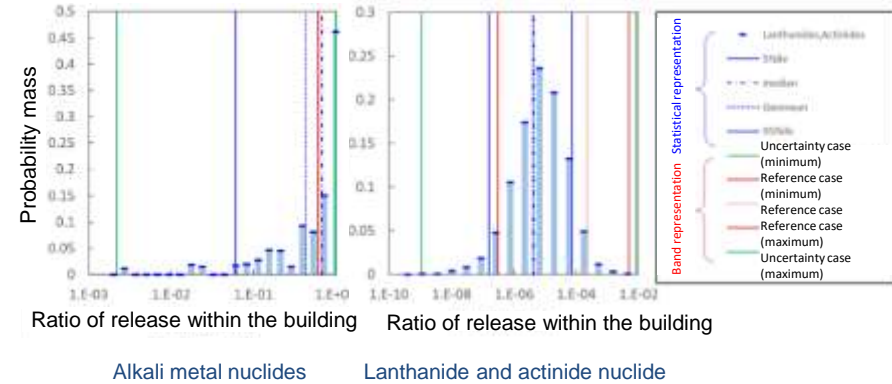 0.5
0.45
0.4
0.35
0.3
0.25
0.2
0.15
0.1
0.05
0
1.E-03
1.E-02
1.E-01
1.E+0
Probability mass
Ratio of release within the building
Alkali metal nuclides
0.3
0.25
0.2
0.15
0.1
0.05
0
1.E-10
1.E-08
1.E-06
1.E-04
1.E-02
Ratio of release within the building
Lanthanide and actinide nuclide
Statistical representation
Lanthanides,Actinides
5%ile
median
95%ile
Band representation
Uncertainty case
(minimum)
Reference case
(minimum)
Reference case
Reference case
(maximum)
Uncertainty case
(maximum)